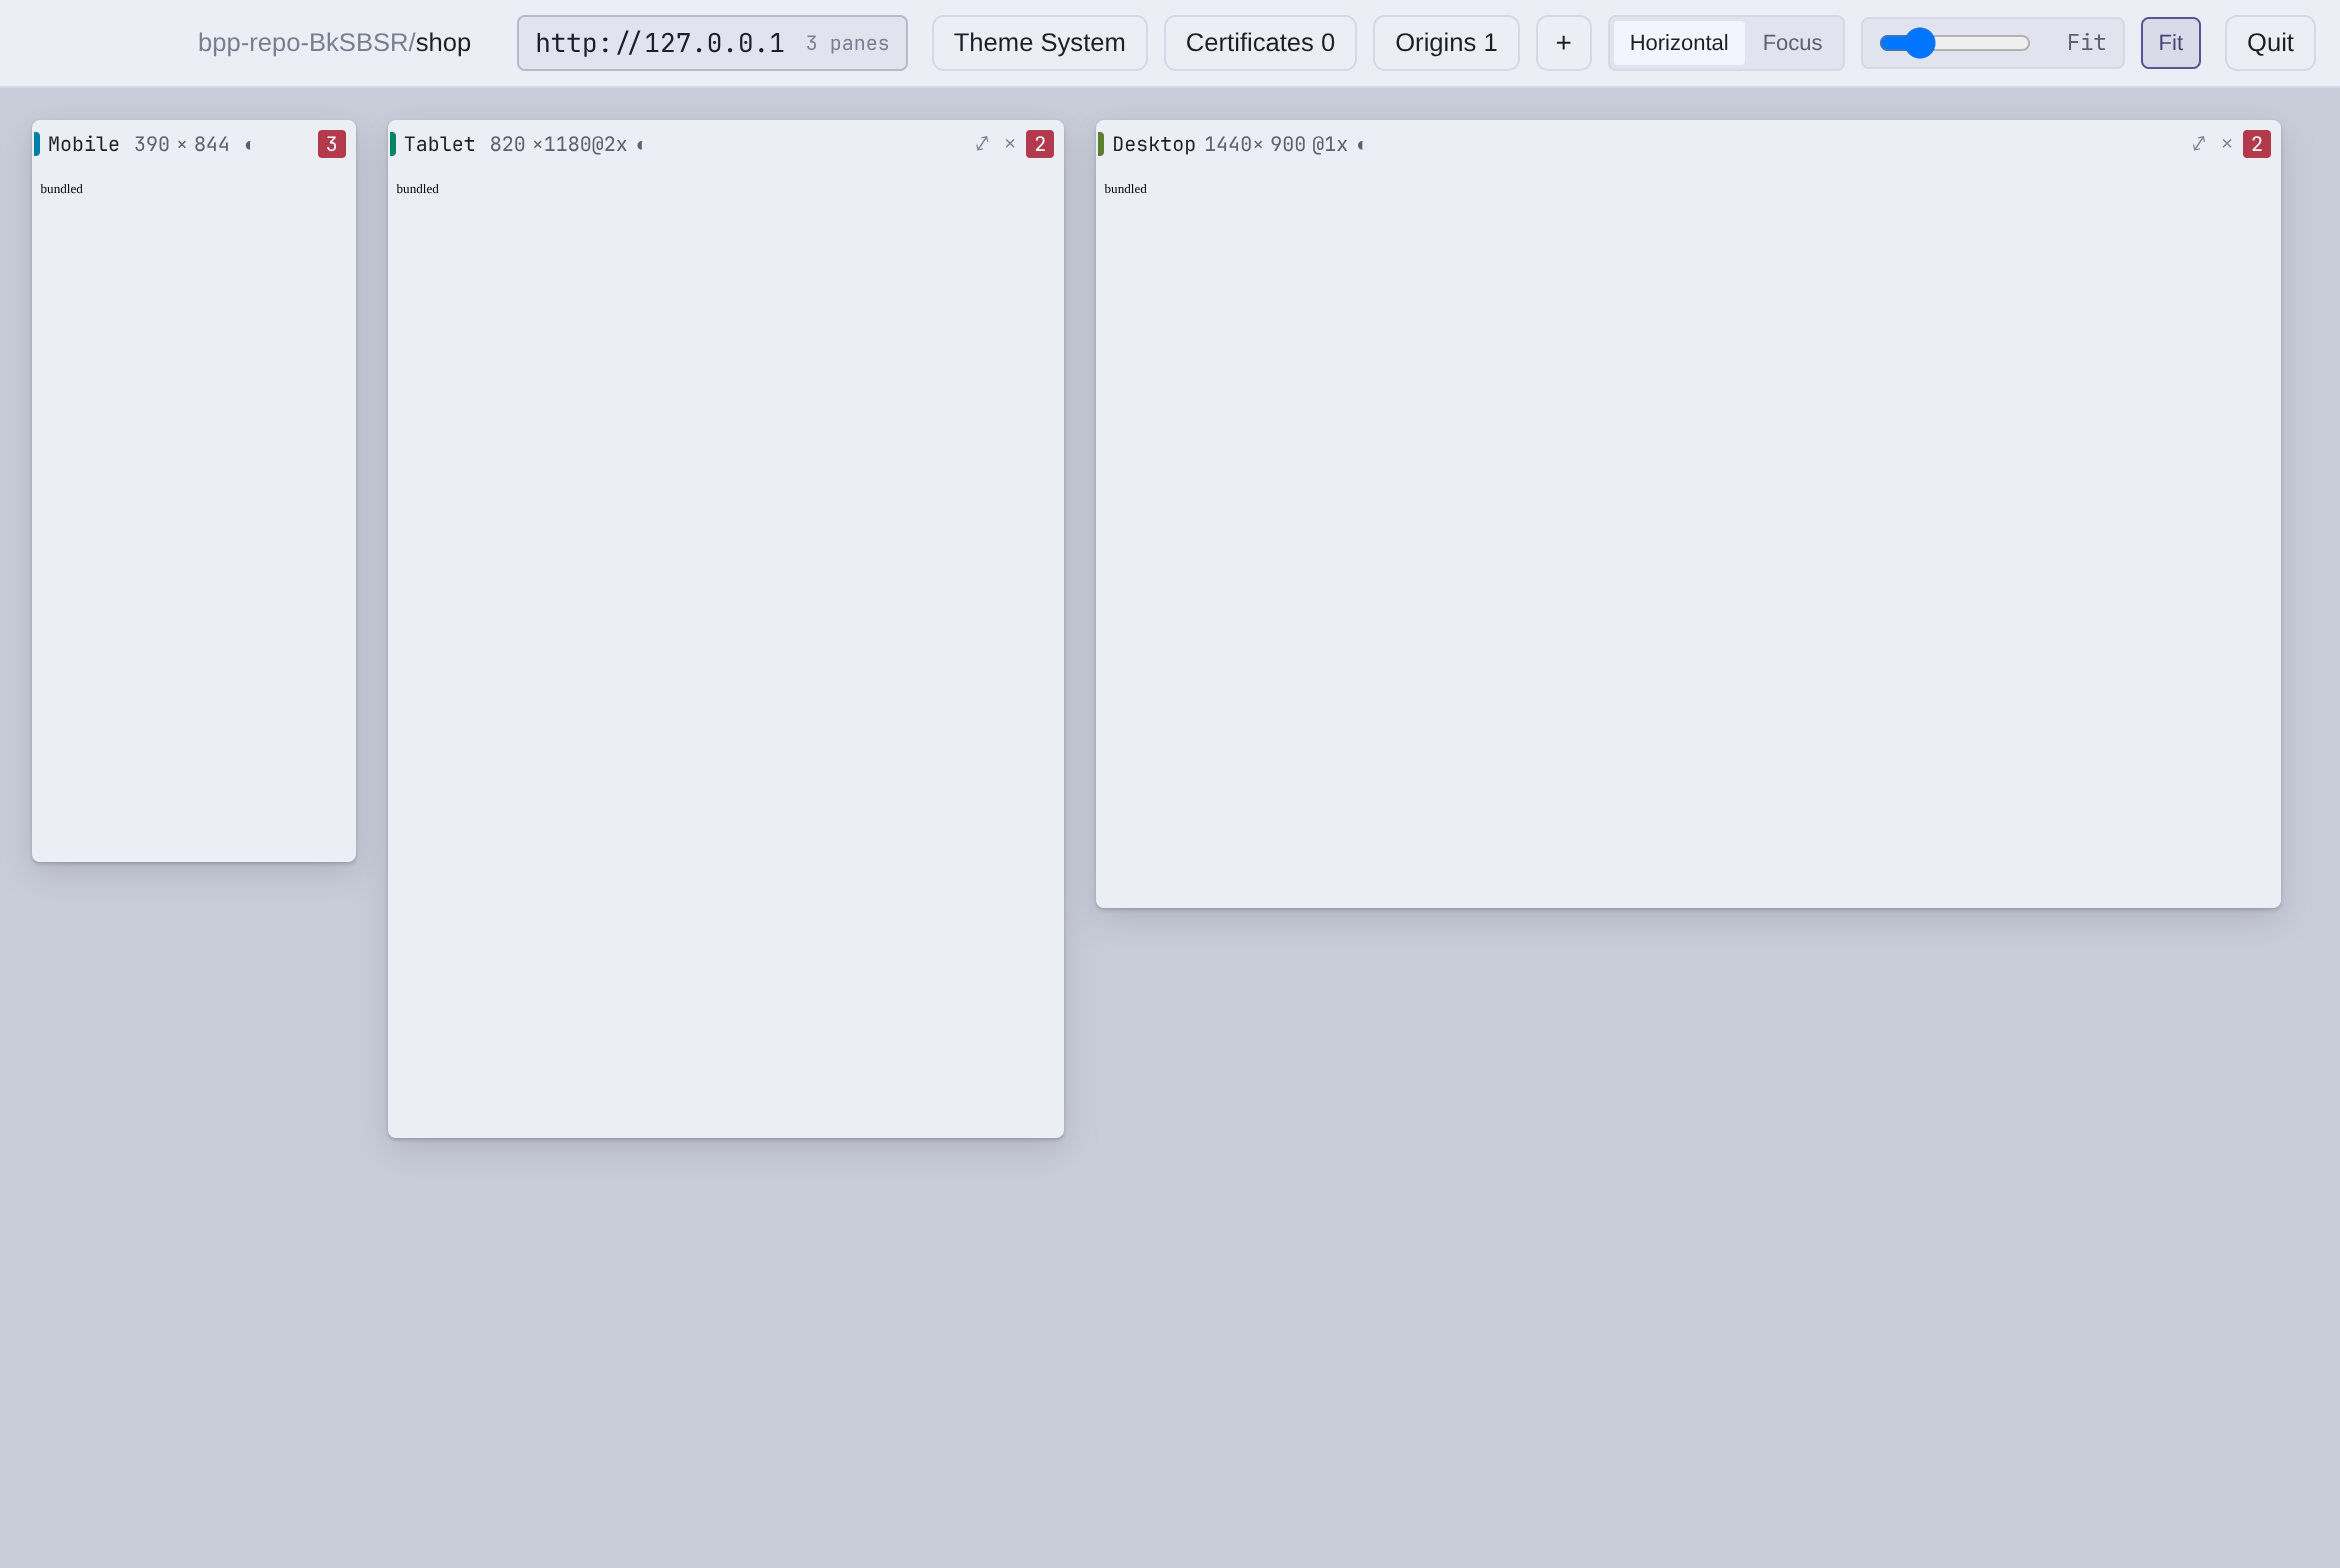 bpp-repo-BkSBSR/shop http://127.0.0.1 3 panes Theme System Certificates 0 Origins 1 + Horizontal Focus Fit Fit Quit
Mobile 390 × 844 3
bundled
Tablet 820 ×1180@2x × 2
bundled
Desktop 1440× 900 @1x × 2
bundled